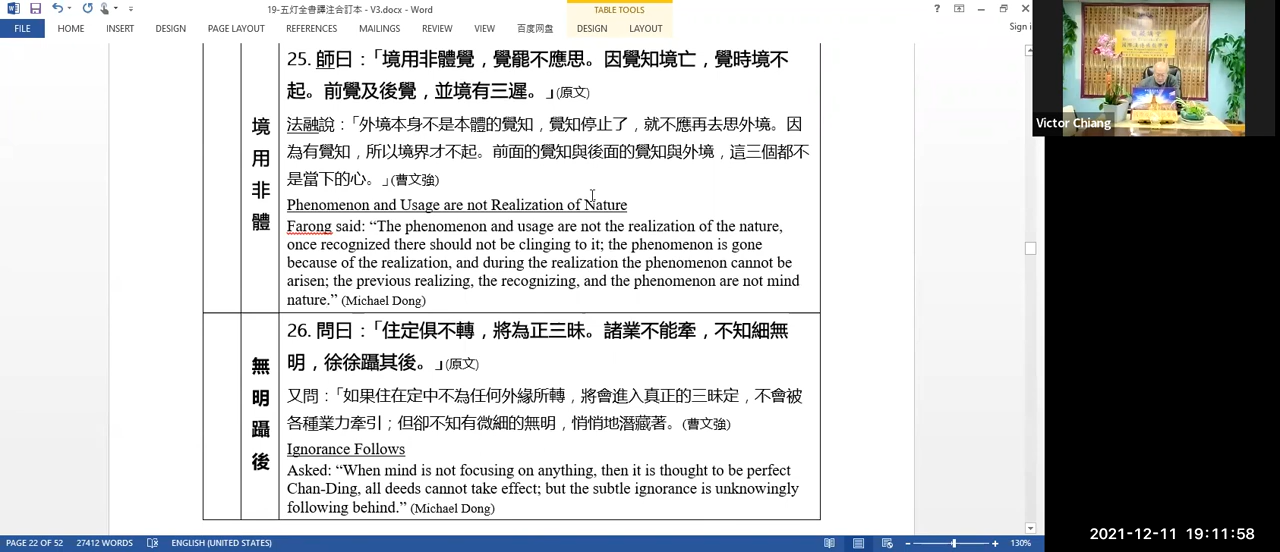 19-五灯全書譯注合訂本 - V3.docx - Word
TABLE TOOLS
FILE HOME INSERT DESIGN PAGE LAYOUT REFERENCES MAILINGS REVIEW VIEW 百度网盘 DESIGN LAYOUT
Sign i
25. 師曰：「境用非體覺，覺罷不應思。因覺知境亡，覺時境不
起。前覺及後覺，並境有三遲。」(原文)
境用非體
法融說：「外境本身不是本體的覺知，覺知停止了，就不應再去思外境。因
為有覺知，所以境界才不起。前面的覺知與後面的覺知與外境，這三個都不
是當下的心。」(曹文強)
Phenomenon and Usage are not Realization of Nature
Farong said: “The phenomenon and usage are not the realization of the nature,
once recognized there should not be clinging to it; the phenomenon is gone
because of the realization, and during the realization the phenomenon cannot be
arisen; the previous realizing, the recognizing, and the phenomenon are not mind
nature.” (Michael Dong)
26. 問曰：「住定俱不轉，將為正三昧。諸業不能牽，不知細無
明，徐徐躡其後。」(原文)
無明躡後
又問：「如果住在定中不為任何外緣所轉，將會進入真正的三昧定，不會被
各種業力牽引；但卻不知有微細的無明，悄悄地潛藏著。(曹文強)
Ignorance Follows
Asked: “When mind is not focusing on anything, then it is thought to be perfect
Chan-Ding, all deeds cannot take effect; but the subtle ignorance is unknowingly
following behind.” (Michael Dong)
PAGE 22 OF 52 27412 WORDS ENGLISH (UNITED STATES) 130%
Victor Chiang
2021-12-11 19:11:58